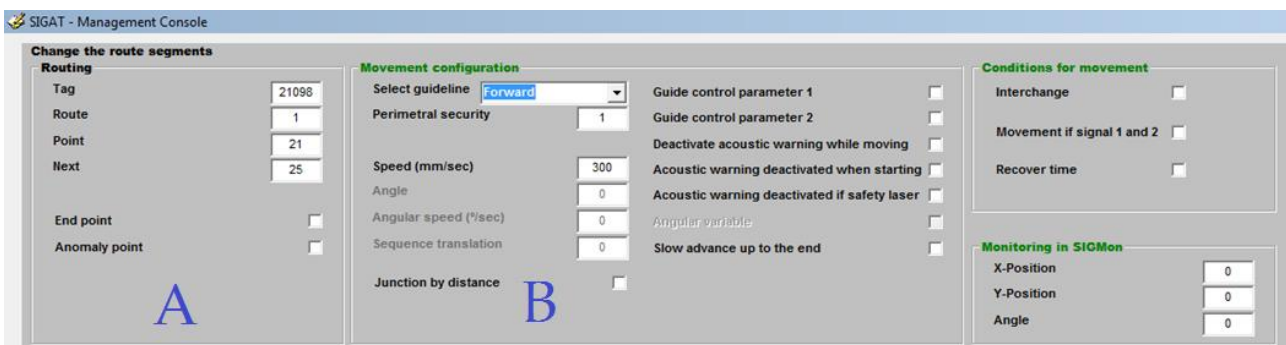 SIGAT - Management Console
Change the route segments
Routing
Tag 21098
Route 1
Point 21
Next 25
End point
Anomaly point
A
Movement configuration
Select guideline Forward
Perimetral security 1
Speed (mm/sec) 300
Angle 0
Angular speed (º/sec) 0
Sequence translation 0
Junction by distance
B
Guide control parameter 1
Guide control parameter 2
Deactivate acoustic warning while moving
Acoustic warning deactivated when starting
Acoustic warning deactivated if safety laser
Angular variable
Slow advance up to the end
Conditions for movement
Interchange
Movement if signal 1 and 2
Recover time
Monitoring in SIGMon
X-Position 0
Y-Position 0
Angle 0